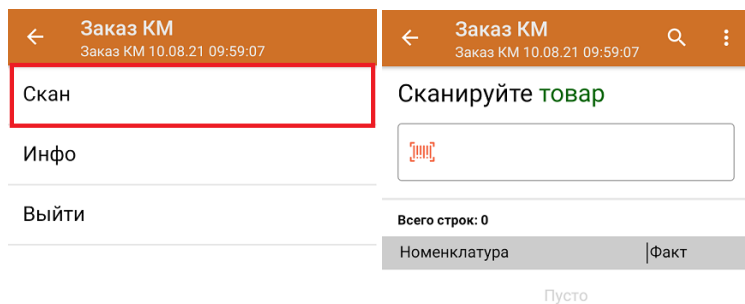 Заказ КМ
Заказ КМ 10.08.21 09:59:07
Скан
Инфо
Выйти
Заказ КМ
Заказ КМ 10.08.21 09:59:07
Сканируйте товар
Всего строк: 0
Номенклатура Факт
Пусто